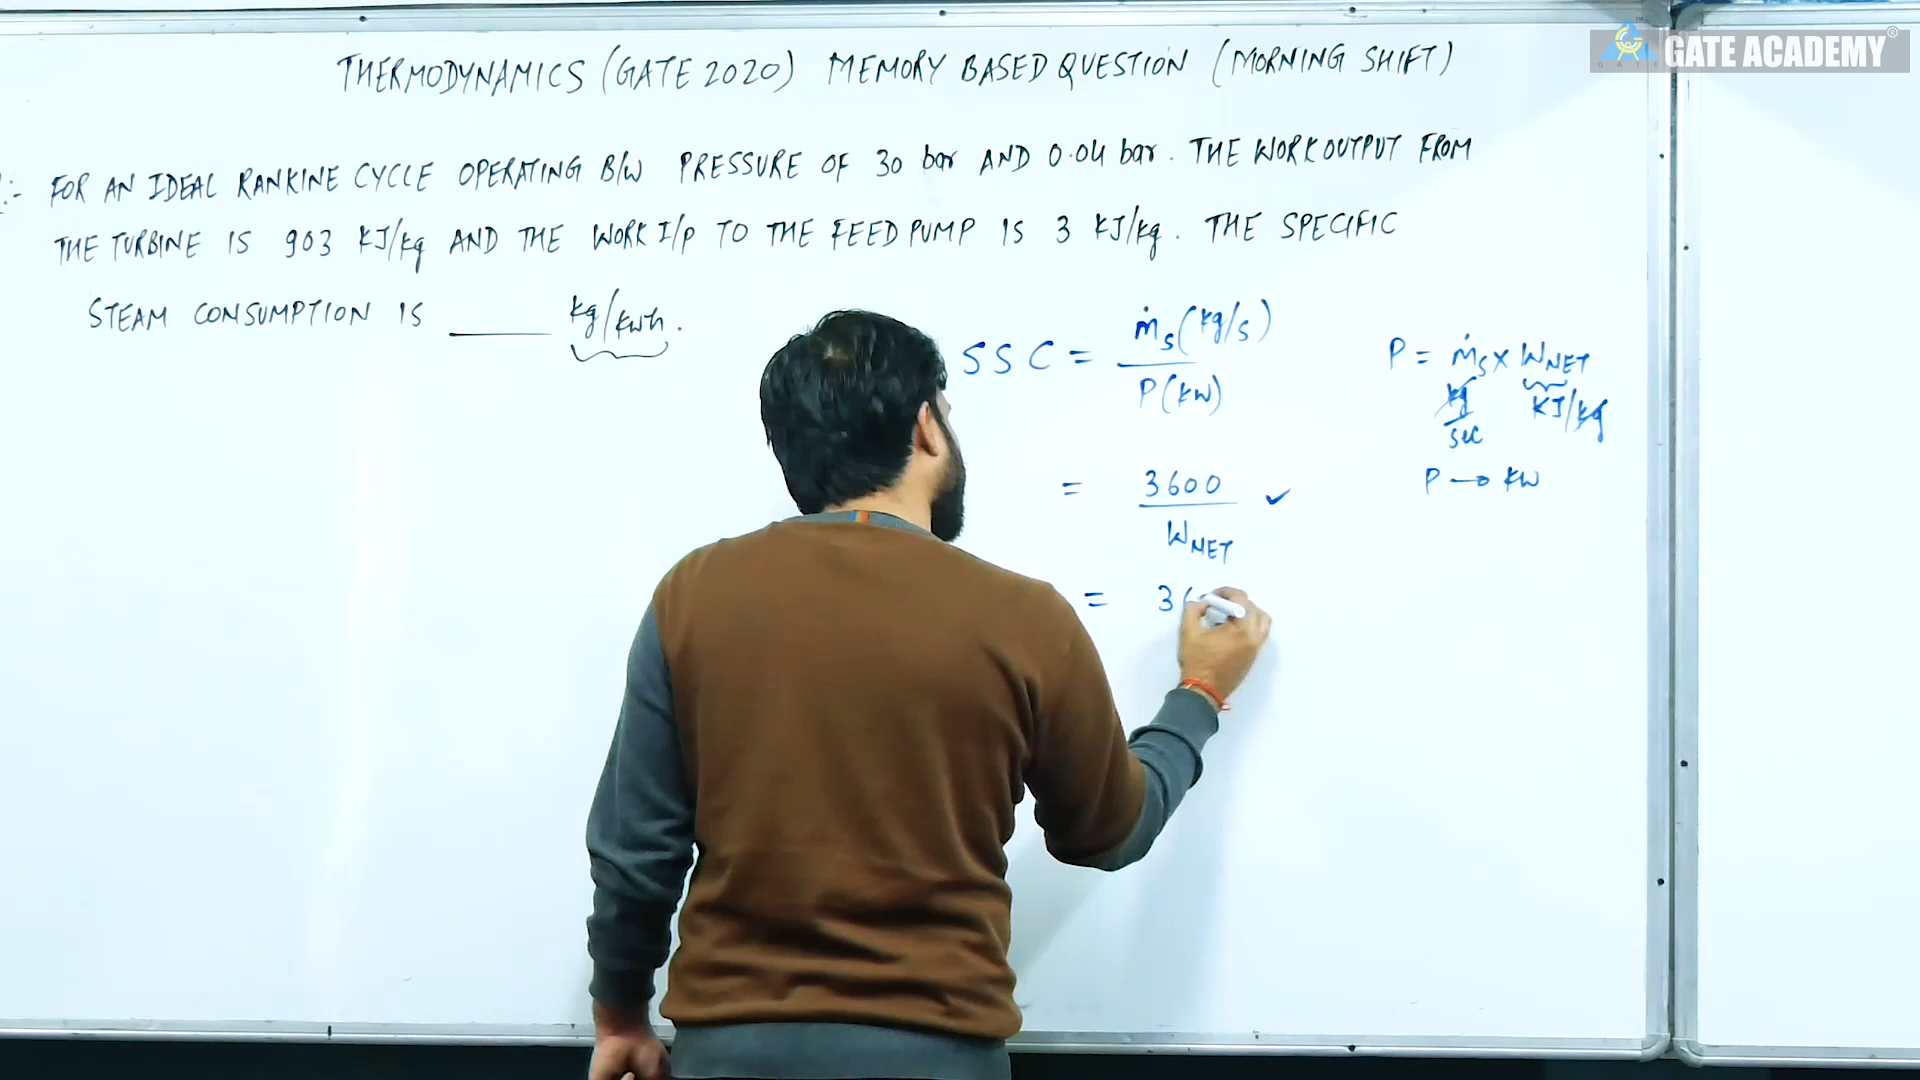 GATE ACADEMY®
THERMODYNAMICS (GATE 2020) MEMORY BASED QUESTION (MORNING SHIFT)
:- FOR AN IDEAL RANKINE CYCLE OPERATING B/W PRESSURE OF 30 bar AND 0.04 bar. THE WORKOUTPUT FROM
THE TURBINE IS 903 KJ/kg AND THE WORK I/P TO THE FEED PUMP IS 3 KJ/kg. THE SPECIFIC
STEAM CONSUMPTION IS ____ kg/kwh.
SSC = ṁs(kg/s)
P(kW)
= 3600 ✓
WNET
= 36
P = ṁs × WNET
kg KJ/kg
sec
P → kW